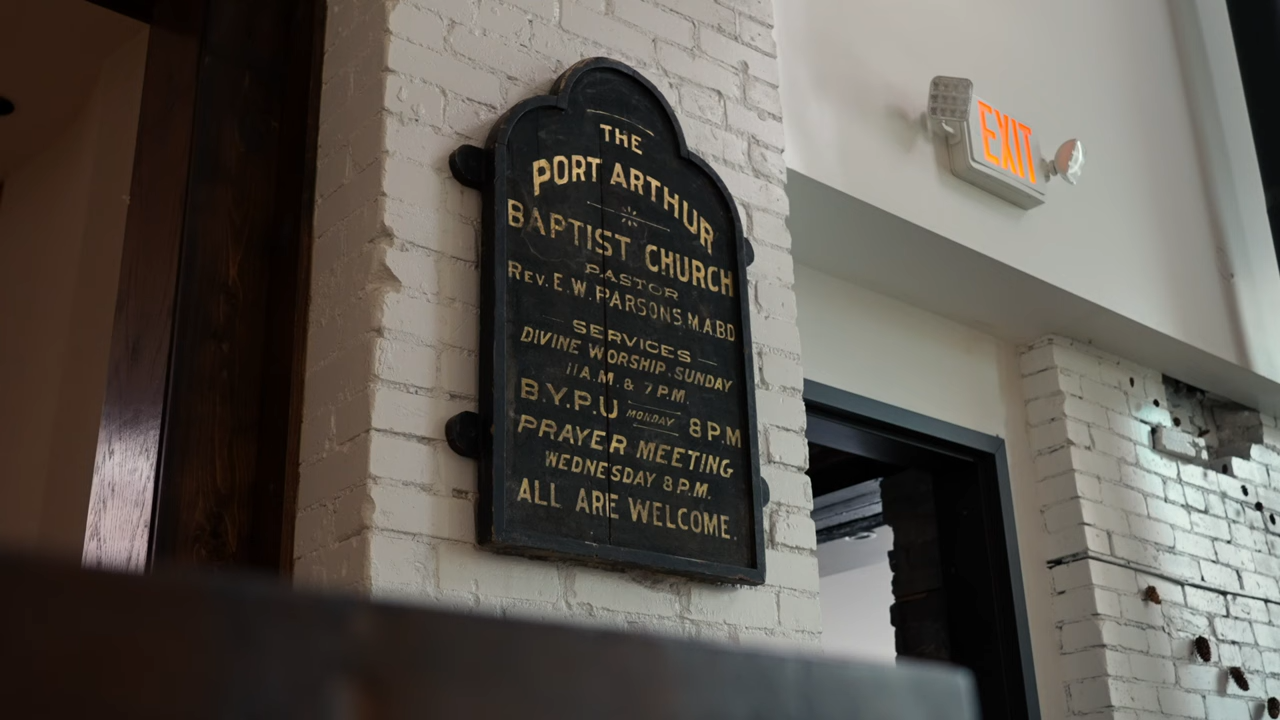 THE
PORT ARTHUR
BAPTIST CHURCH
PASTOR
REV. E. W. PARSONS. M.A. BD
SERVICES
DIVINE WORSHIP. SUNDAY
11 A.M. & 7 P.M.
B.Y.P.U MONDAY 8 P.M
PRAYER MEETING
WEDNESDAY 8 P.M.
ALL ARE WELCOME.
EXIT